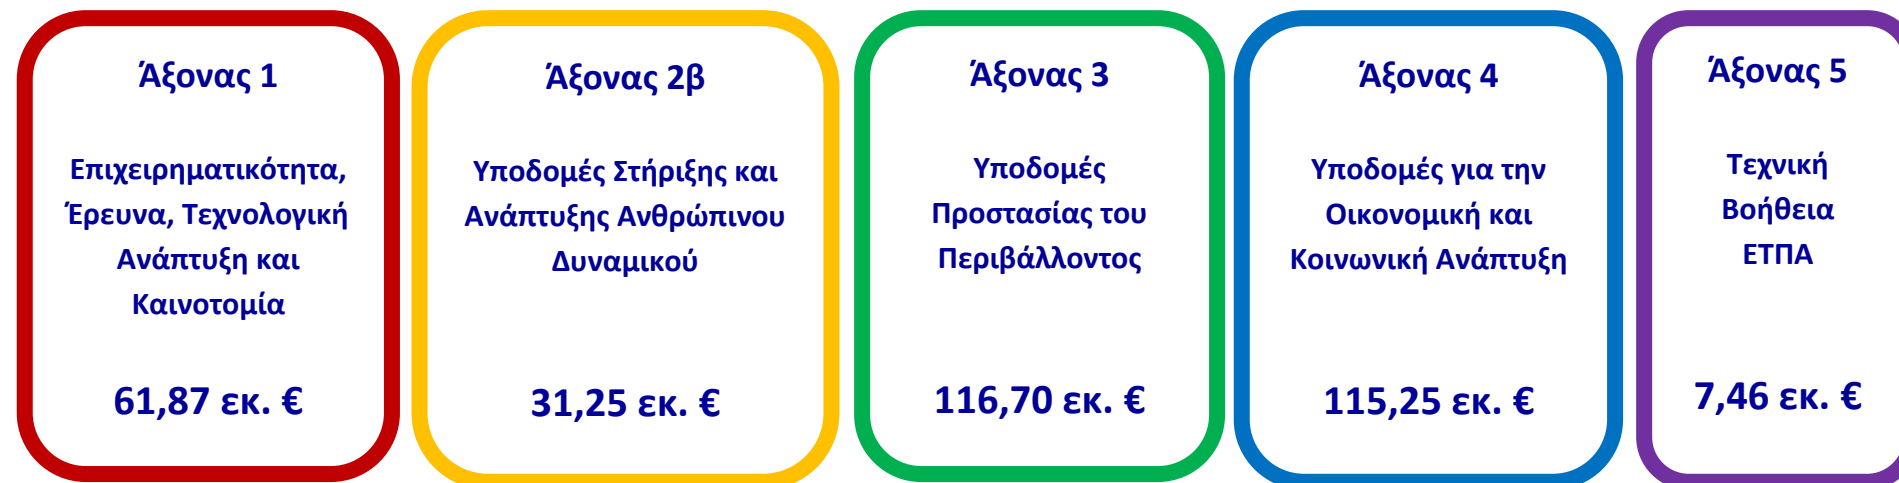 Άξονας 1
Επιχειρηματικότητα,
Έρευνα, Τεχνολογική
Ανάπτυξη και
Καινοτομία
61,87 εκ. €
Άξονας 2β
Υποδομές Στήριξης και
Ανάπτυξης Ανθρώπινου
Δυναμικού
31,25 εκ. €
Άξονας 3
Υποδομές
Προστασίας του
Περιβάλλοντος
116,70 εκ. €
Άξονας 4
Υποδομές για την
Οικονομική και
Κοινωνική Ανάπτυξη
115,25 εκ. €
Άξονας 5
Τεχνική
Βοήθεια
ΕΤΠΑ
7,46 εκ. €